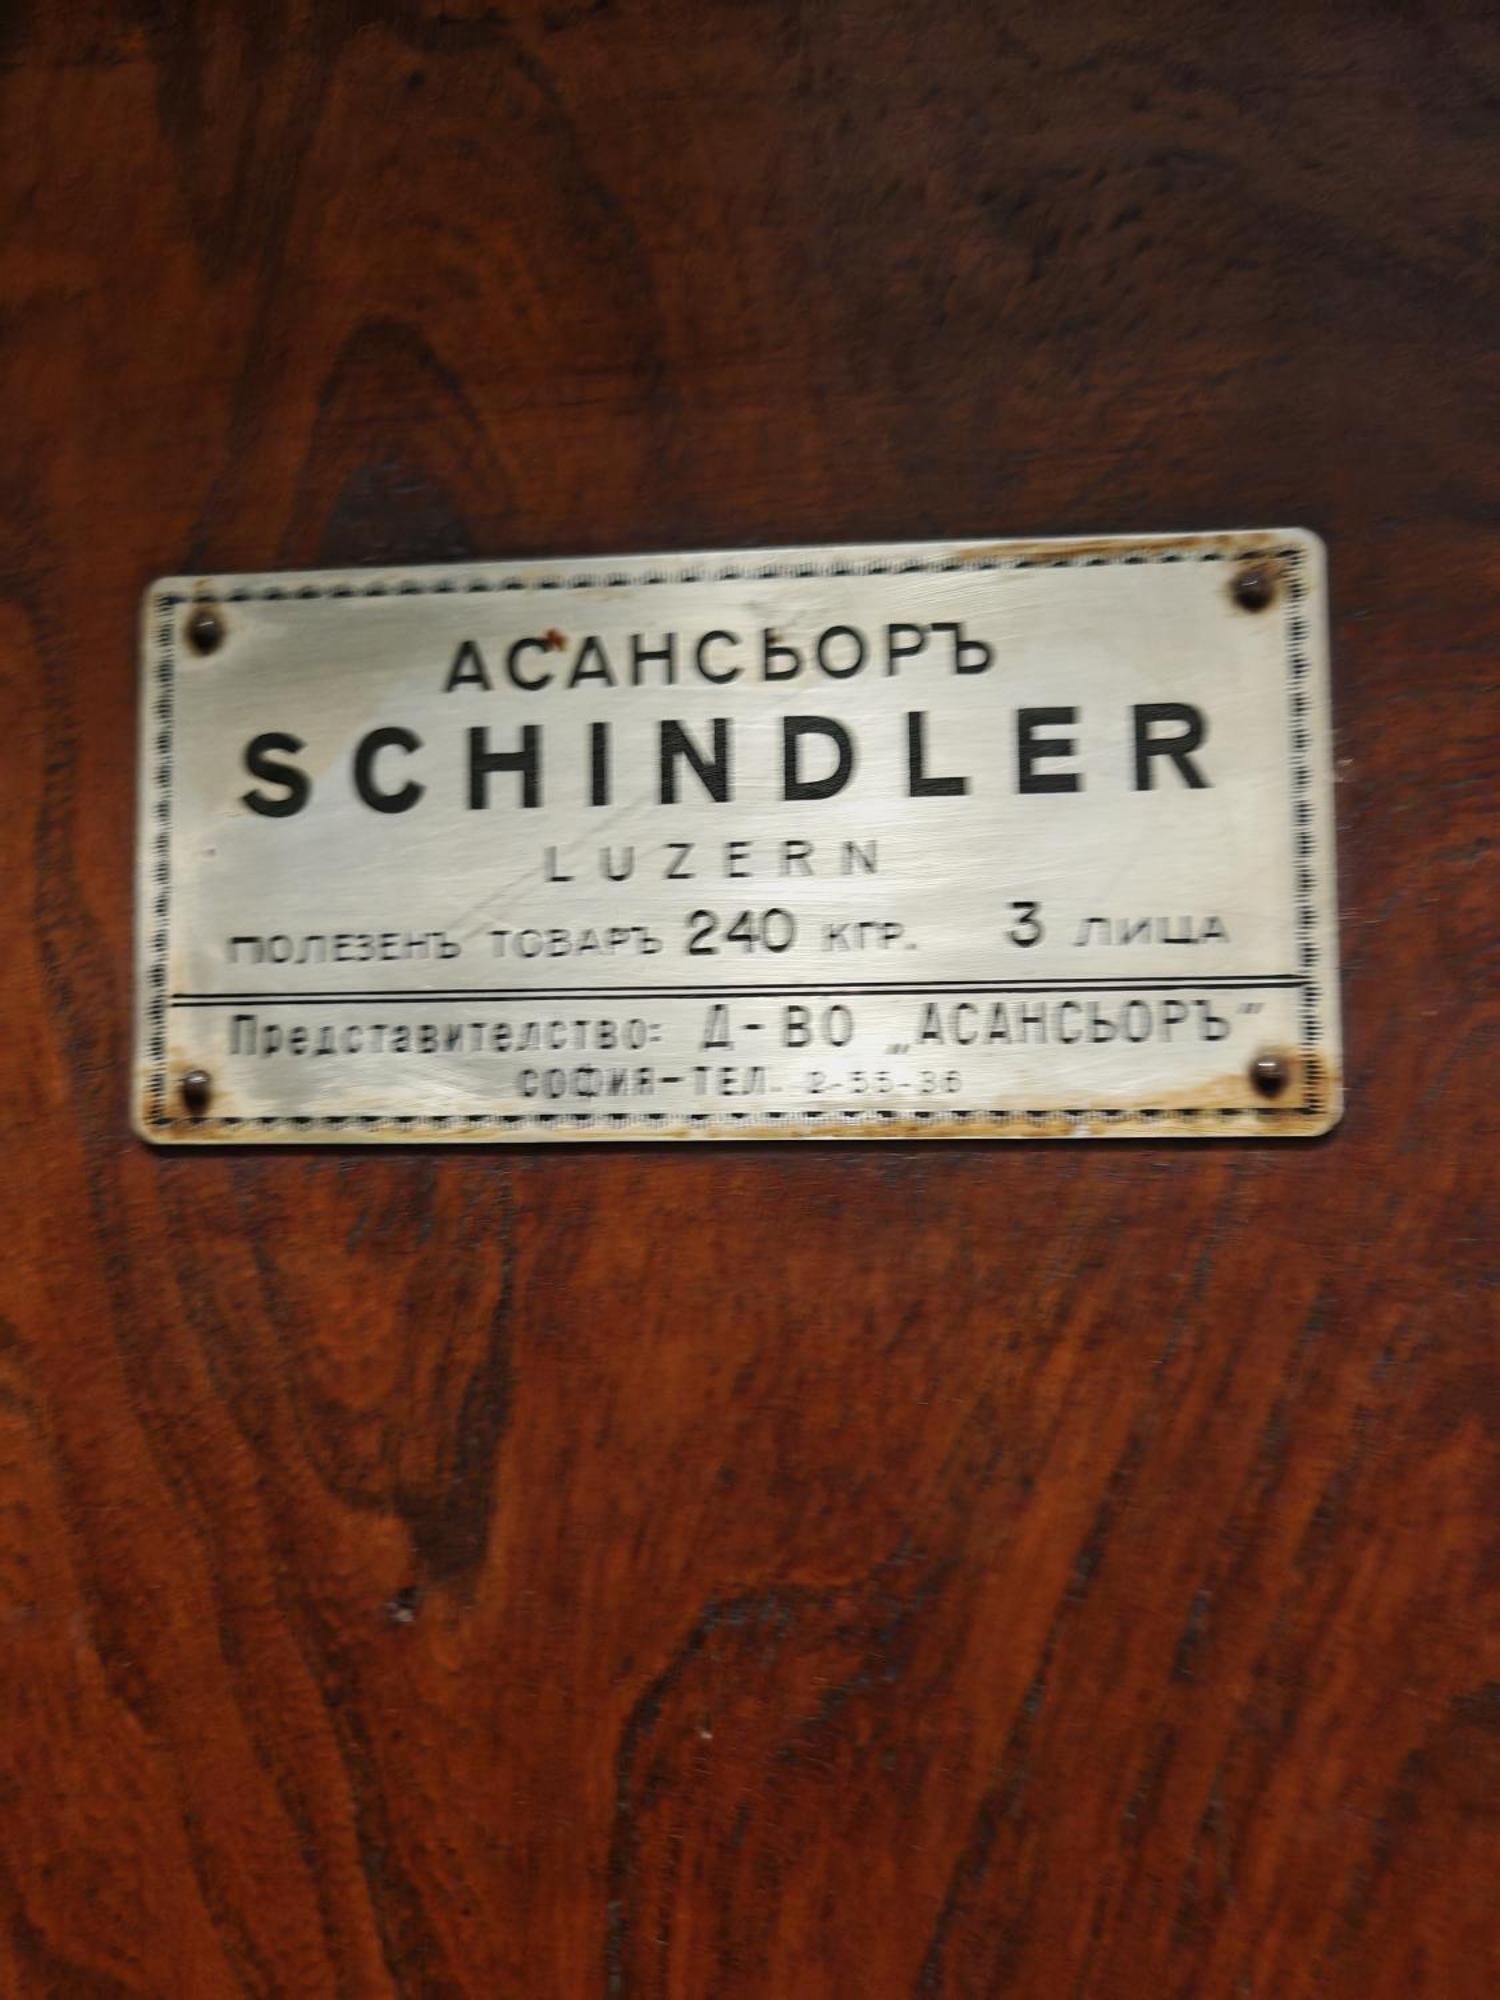 АСАНСЬОРЪ
SCHINDLER
LUZERN
ПОЛЕЗЕНЪ ТОВАРЪ 240 КГР. 3 ЛИЦА
Представителство: Д-ВО „АСАНСЬОРЪ"
СОФИЯ-ТЕЛ. 2-55-36